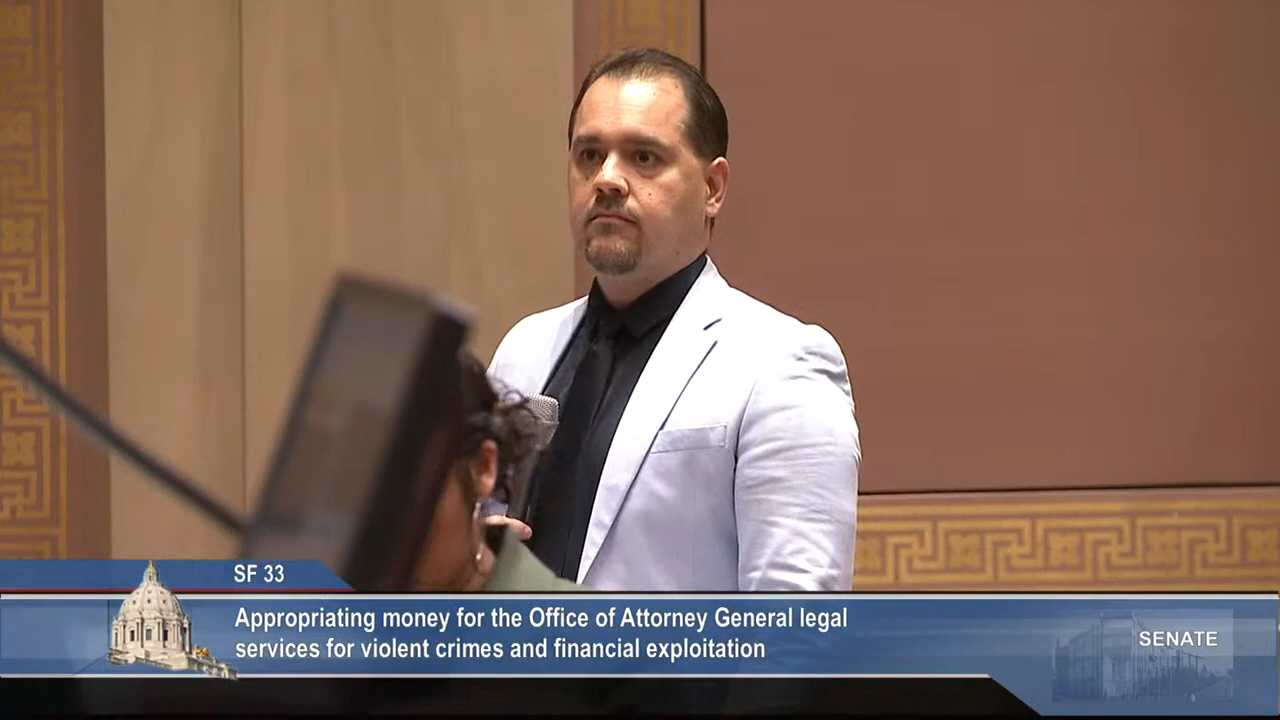 SF 33
Appropriating money for the Office of Attorney General legal
services for violent crimes and financial exploitation
SENATE